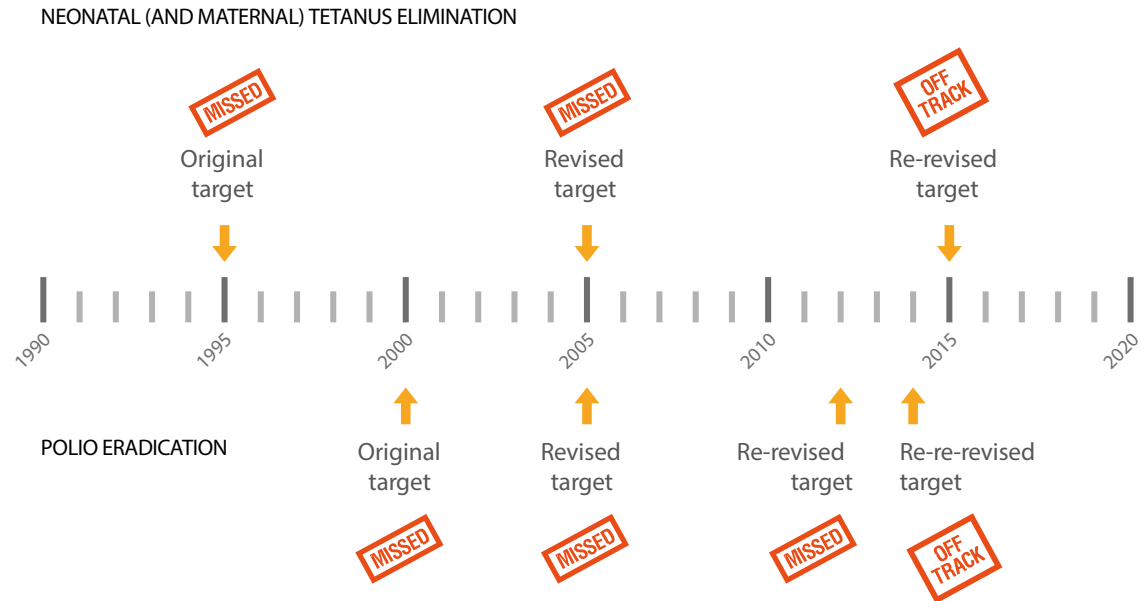 NEONATAL (AND MATERNAL) TETANUS ELIMINATION
MISSED
MISSED
OFF
TRACK
Original
target
Revised
target
Re-revised
target
1990
1995
2000
2005
2010
2015
2020
POLIO ERADICATION
Original
target
Revised
target
Re-revised
target
Re-re-revised
target
MISSED
MISSED
MISSED
OFF
TRACK